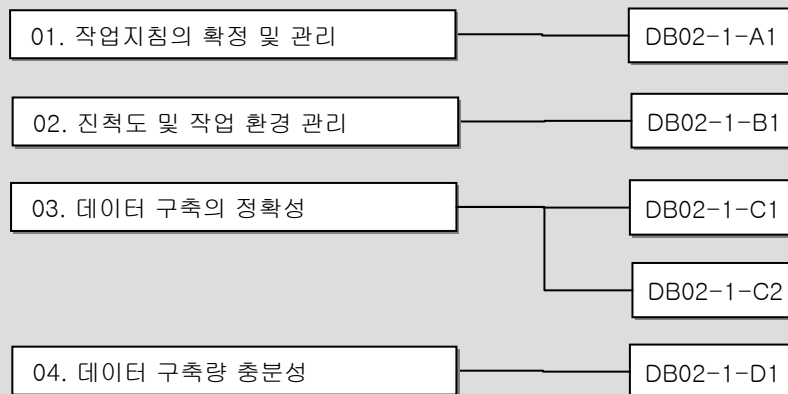 01. 작업지침의 확정 및 관리
DB02-1-A1
02. 진척도 및 작업 환경 관리
DB02-1-B1
03. 데이터 구축의 정확성
DB02-1-C1
DB02-1-C2
04. 데이터 구축량 충분성
DB02-1-D1